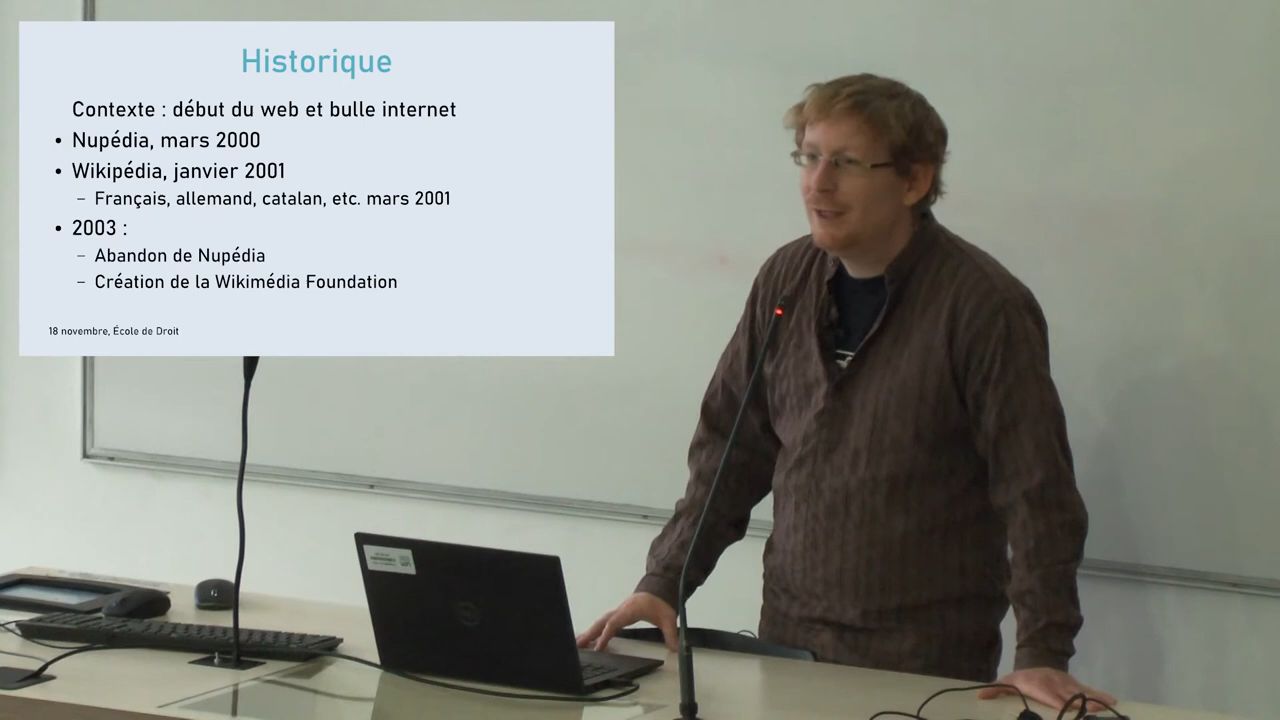 Historique
Contexte : début du web et bulle internet
• Nupédia, mars 2000
• Wikipédia, janvier 2001
– Français, allemand, catalan, etc. mars 2001
• 2003 :
– Abandon de Nupédia
– Création de la Wikimédia Foundation
18 novembre, École de Droit